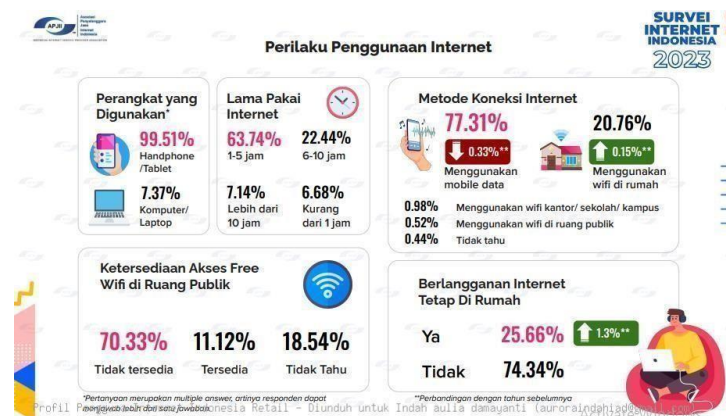 APJII
SURVEI
INTERNET
INDONESIA
2023
Perilaku Penggunaan Internet
Perangkat yang
Digunakan*
99.51%
Handphone
/Tablet
7.37%
Komputer/
Laptop
Lama Pakai
Internet
63.74%
1-5 jam
22.44%
6-10 jam
7.14%
Lebih dari
10 jam
6.68%
Kurang
dari 1 jam
Metode Koneksi Internet
77.31%
0.33%**
Menggunakan
mobile data
20.76%
0.15%**
Menggunakan
wifi di rumah
0.98% Menggunakan wifi kantor/ sekolah/ kampus
0.52% Menggunakan wifi di ruang publik
0.44% Tidak tahu
Ketersediaan Akses Free
Wifi di Ruang Publik
70.33%
Tidak tersedia
11.12%
Tersedia
18.54%
Tidak Tahu
Berlangganan Internet
Tetap Di Rumah
Ya 25.66% 1.3%**
Tidak 74.34%
*Pertanyaan merupakan multiple answer, artinya responden dapat
menjawab lebih dari satu jawaban
**Perbandingan dengan tahun sebelumnya
Indonesia Retail - Diunduh untuk Indah aulia damayanti